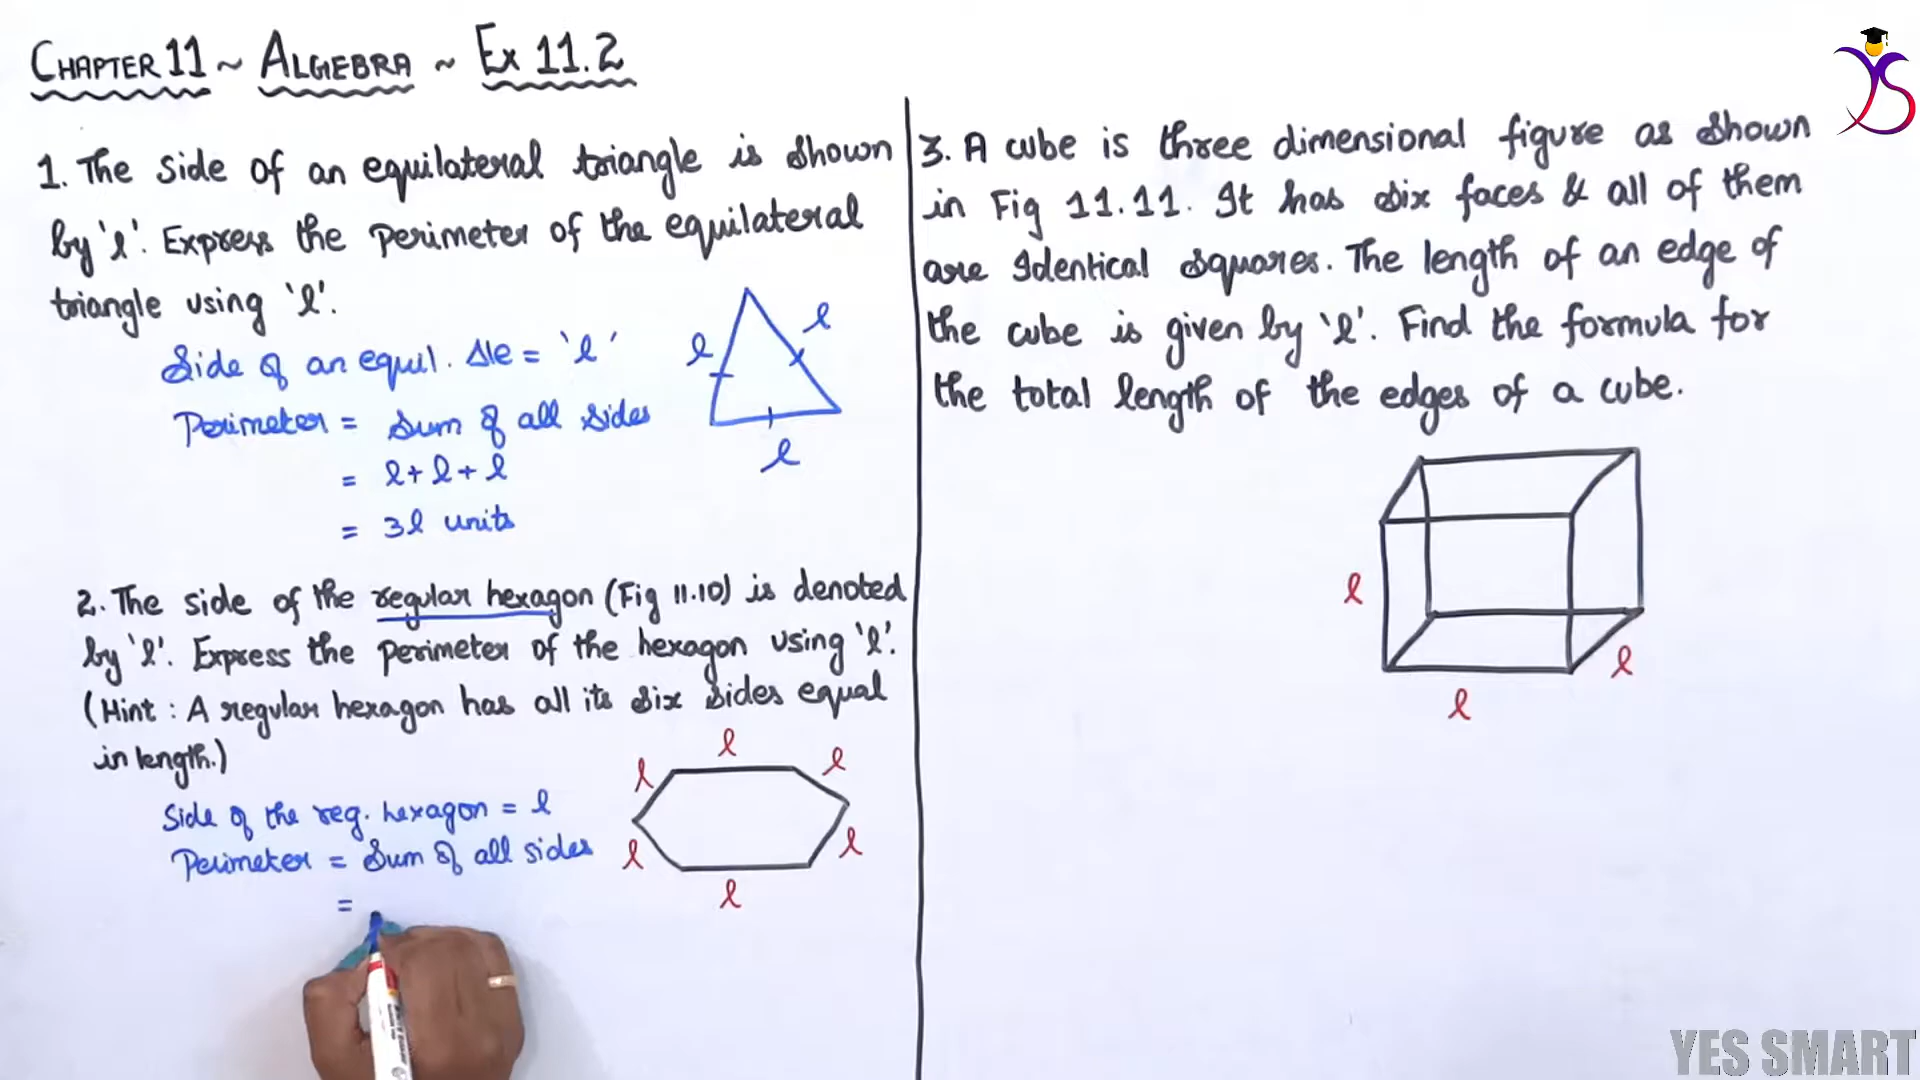 CHAPTER 11 ~ ALGEBRA ~ Ex 11.2
1. The side of an equilateral triangle is shown
by 'l'. Express the perimeter of the equilateral
triangle using 'l'.
Side of an equil. Δle = 'l'
Perimeter = Sum of all sides
= l + l + l
= 3l units
l
l
l
2. The side of the regular hexagon (Fig 11.10) is denoted
by 'l'. Express the perimeter of the hexagon using 'l'.
(Hint : A regular hexagon has all its six sides equal
in length.)
Side of the reg. hexagon = l
Perimeter = Sum of all sides
=
l
l
l
l
l
l
3. A cube is three dimensional figure as shown
in Fig 11.11. It has six faces & all of them
are Identical squares. The length of an edge of
the cube is given by 'l'. Find the formula for
the total length of the edges of a cube.
l
l
l
YS
YES SMART